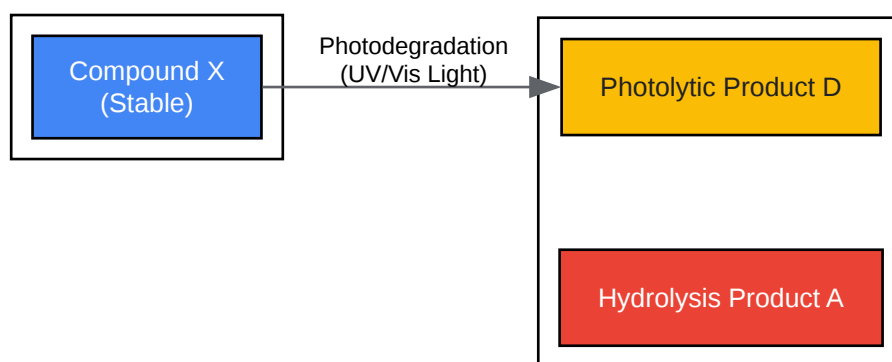 Compound X
(Stable)
Photodegradation
(UV/Vis Light)
Photolytic Product D
Hydrolysis Product A